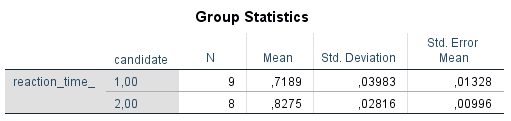 Group Statistics
candidate N Mean Std. Deviation Std. Error Mean
reaction_time_ 1,00 9 ,7189 ,03983 ,01328
2,00 8 ,8275 ,02816 ,00996